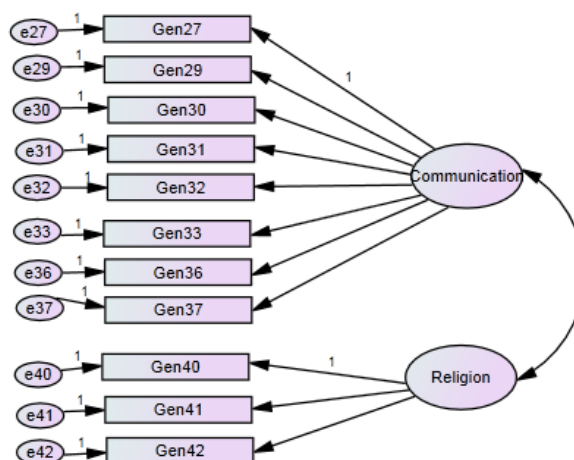 e27 1 Gen27
e29 1 Gen29
1
e30 1 Gen30
e31 1 Gen31
Communication
e32 1 Gen32
e33 1 Gen33
e36 1 Gen36
e37 1 Gen37
e40 1 Gen40 1
Religion
e41 1 Gen41
e42 1 Gen42